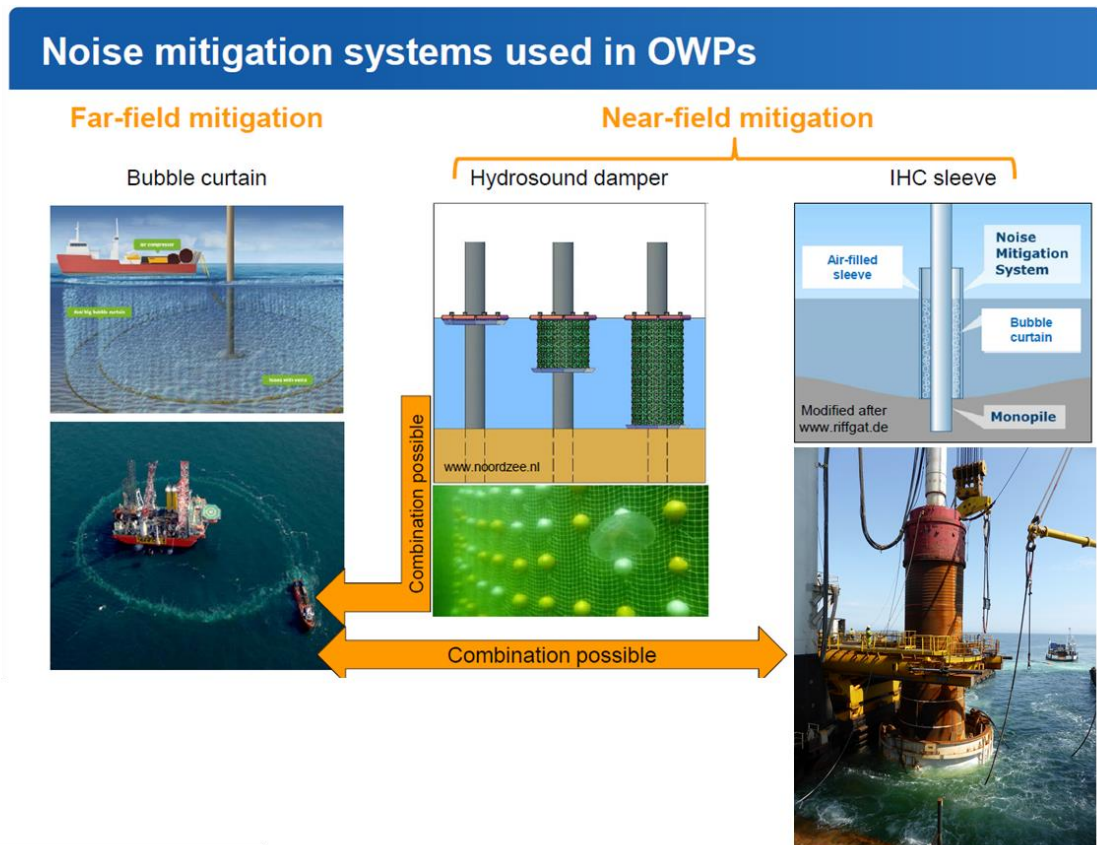 Noise mitigation systems used in OWPs
Far-field mitigation
Near-field mitigation
Bubble curtain
Hydrosound damper
IHC sleeve
air compressor
Air-filled
sleeve
Noise
Mitigation
System
Bubble
curtain
Monopile
Modified after
www.riffgat.de
www.noordzee.nl
Combination possible
Combination possible